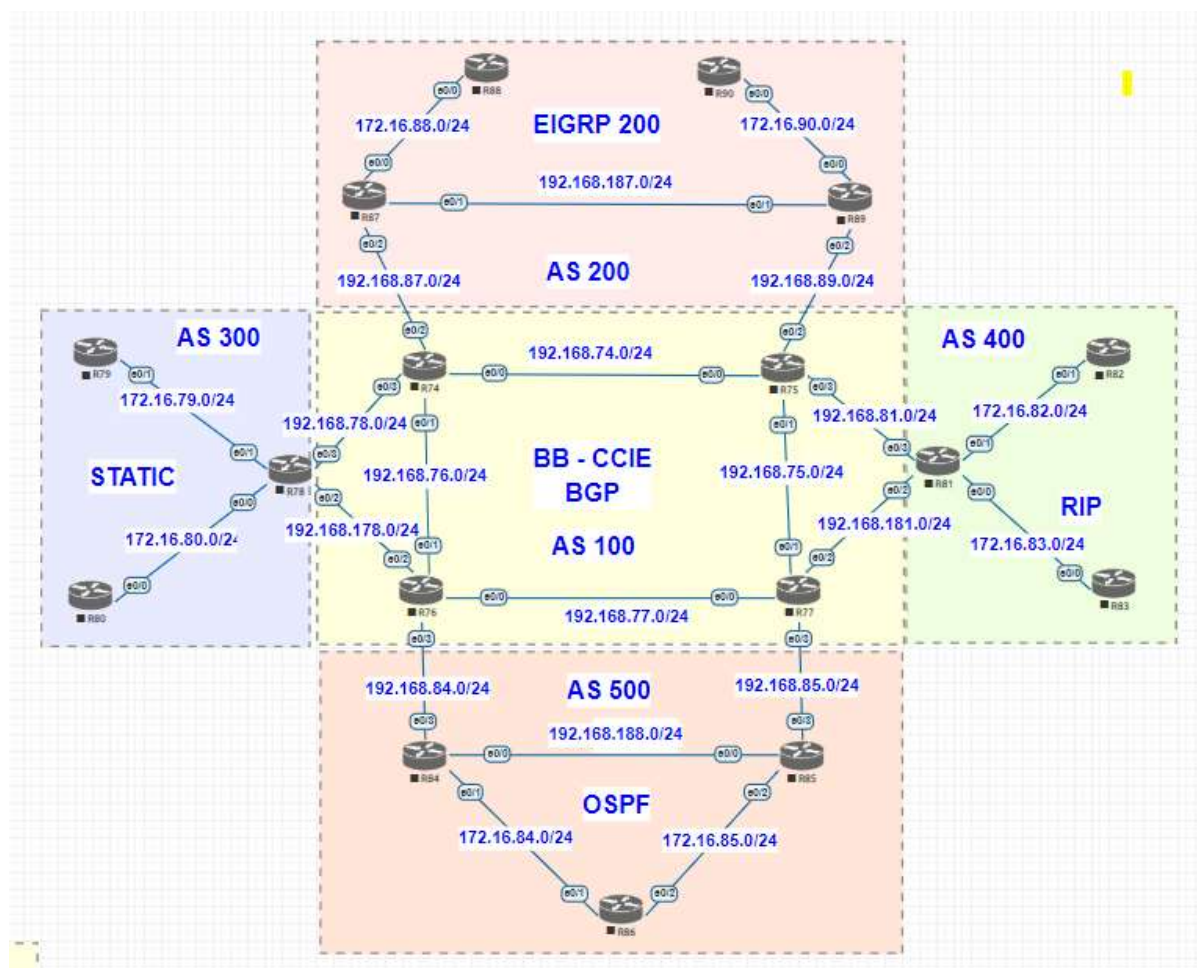 e0/0
R88
R90
e0/0
172.16.88.0/24
EIGRP 200
172.16.90.0/24
e0/0
e0/0
192.168.187.0/24
R87
e0/1
e0/1
R89
e0/2
e0/2
192.168.87.0/24
AS 200
192.168.89.0/24
AS 300
e0/2
e0/2
AS 400
R79
e0/1
172.16.79.0/24
192.168.74.0/24
R74
e0/0
e0/0
R75
R82
e0/1
e0/3
e0/3
192.168.78.0/24
e0/1
e0/1
192.168.81.0/24
172.16.82.0/24
e0/1
e0/3
e0/3
e0/1
STATIC
R78
192.168.76.0/24
BB - CCIE
BGP
192.168.75.0/24
R81
RIP
e0/0
e0/2
e0/2
e0/0
172.16.80.0/24
192.168.178.0/24
AS 100
192.168.181.0/24
172.16.83.0/24
e0/0
R80
e0/2
e0/1
e0/1
e0/2
e0/0
R83
R76
e0/0
e0/0
R77
192.168.77.0/24
e0/3
e0/3
192.168.84.0/24
AS 500
192.168.85.0/24
e0/3
e0/3
192.168.188.0/24
R84
e0/0
e0/0
R85
e0/1
e0/2
OSPF
172.16.84.0/24
172.16.85.0/24
e0/1
e0/2
R86